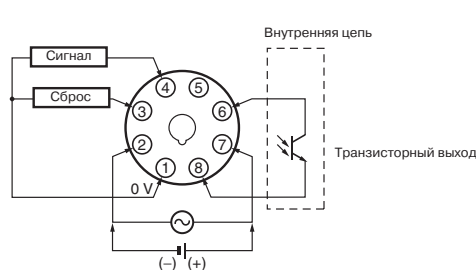 Внутренняя цепь
Сигнал
Сброс
4
5
3
6
2
7
1
8
0 V
Транзисторный выход
(–)
(+)